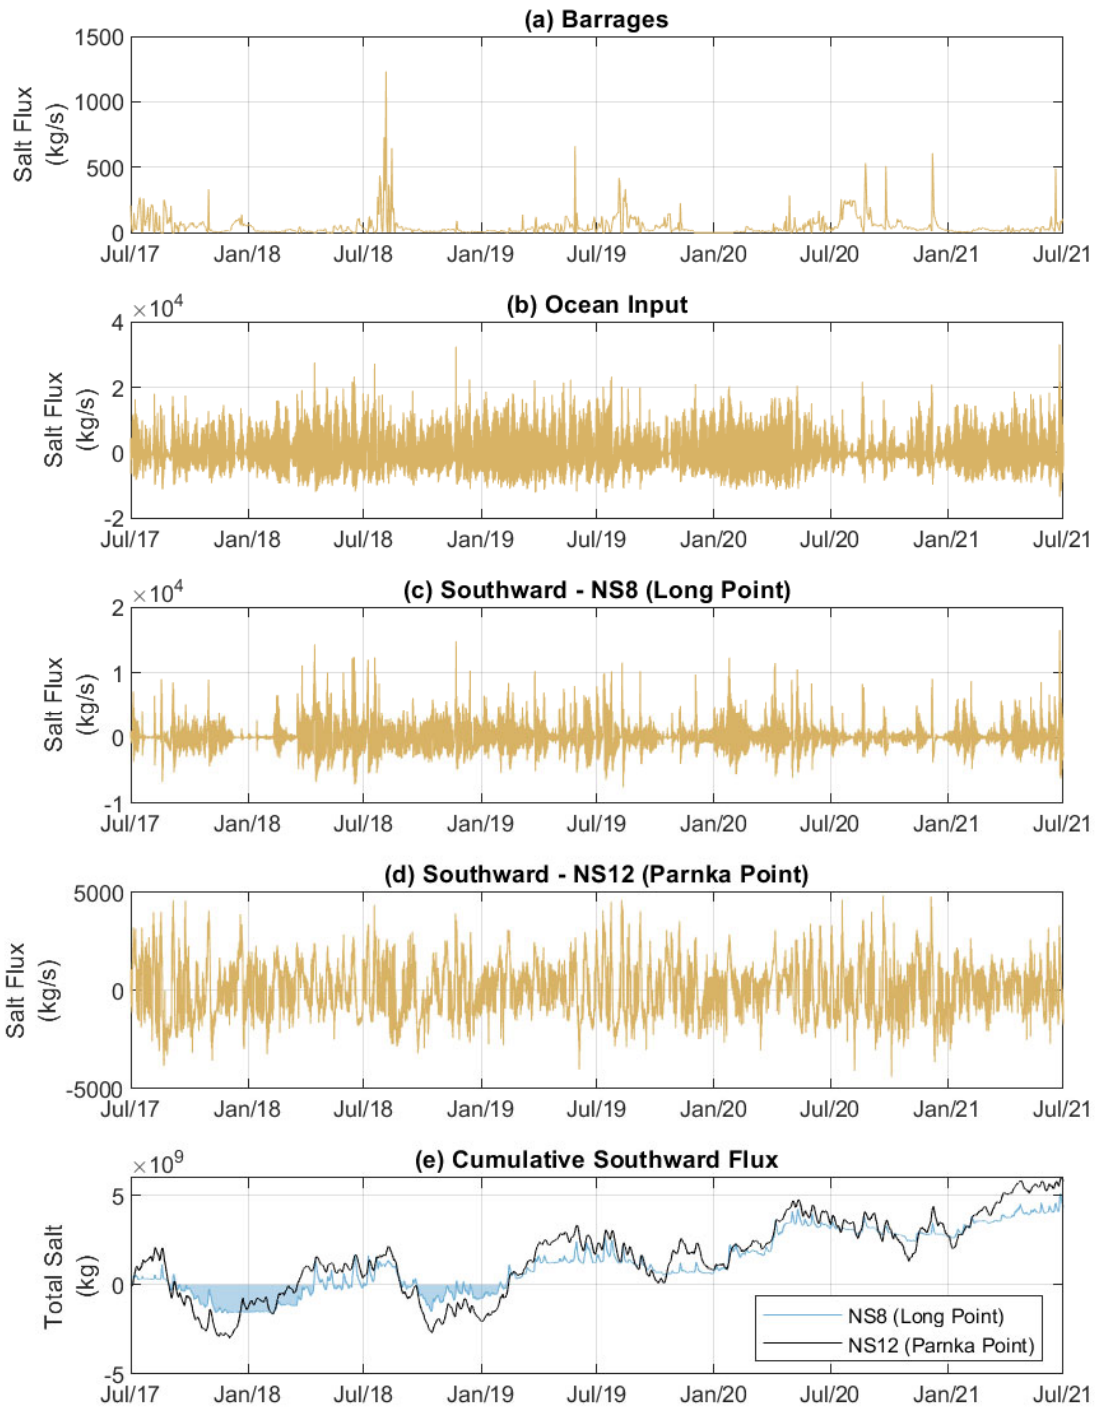 (a) Barrages
1500
1000
500
0
Salt Flux
(kg/s)
Jul/17 Jan/18 Jul/18 Jan/19 Jul/19 Jan/20 Jul/20 Jan/21 Jul/21
(b) Ocean Input
×10⁴
4
2
0
-2
Salt Flux
(kg/s)
Jul/17 Jan/18 Jul/18 Jan/19 Jul/19 Jan/20 Jul/20 Jan/21 Jul/21
(c) Southward - NS8 (Long Point)
×10⁴
2
1
0
-1
Salt Flux
(kg/s)
Jul/17 Jan/18 Jul/18 Jan/19 Jul/19 Jan/20 Jul/20 Jan/21 Jul/21
(d) Southward - NS12 (Parnka Point)
5000
0
-5000
Salt Flux
(kg/s)
Jul/17 Jan/18 Jul/18 Jan/19 Jul/19 Jan/20 Jul/20 Jan/21 Jul/21
(e) Cumulative Southward Flux
×10⁹
5
0
-5
Total Salt
(kg)
NS8 (Long Point)
NS12 (Parnka Point)
Jul/17 Jan/18 Jul/18 Jan/19 Jul/19 Jan/20 Jul/20 Jan/21 Jul/21